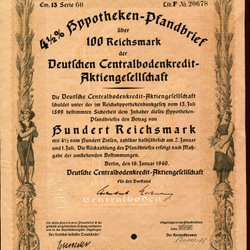 Em. 13 Serie 60
Lit. F № 20678
4½% Hypotheken-Pfandbrief
über
100 Reichsmark
der
Deutschen Centralbodenkredit-
Aktiengesellschaft
Die Deutsche Centralbodenkredit-Aktiengesellschaft
schuldet unter der im Reichshypothekenbankgesetz vom 13. Juli
1899 bestimmten Sicherheit dem Inhaber dieses Hypotheken-
Pfandbriefes den Betrag von
Hundert Reichsmark
mit 4½ vom Hundert Zinsen, zahlbar halbjährlich am 2. Januar
und 1. Juli. Die Rückzahlung des Pfandbriefes erfolgt nach Maß-
gabe der umstehenden Bestimmungen.
Berlin, den 16. Januar 1940.
Deutsche Centralbodenkredit-Aktiengesellschaft
Für den Vorstand
Centralboden